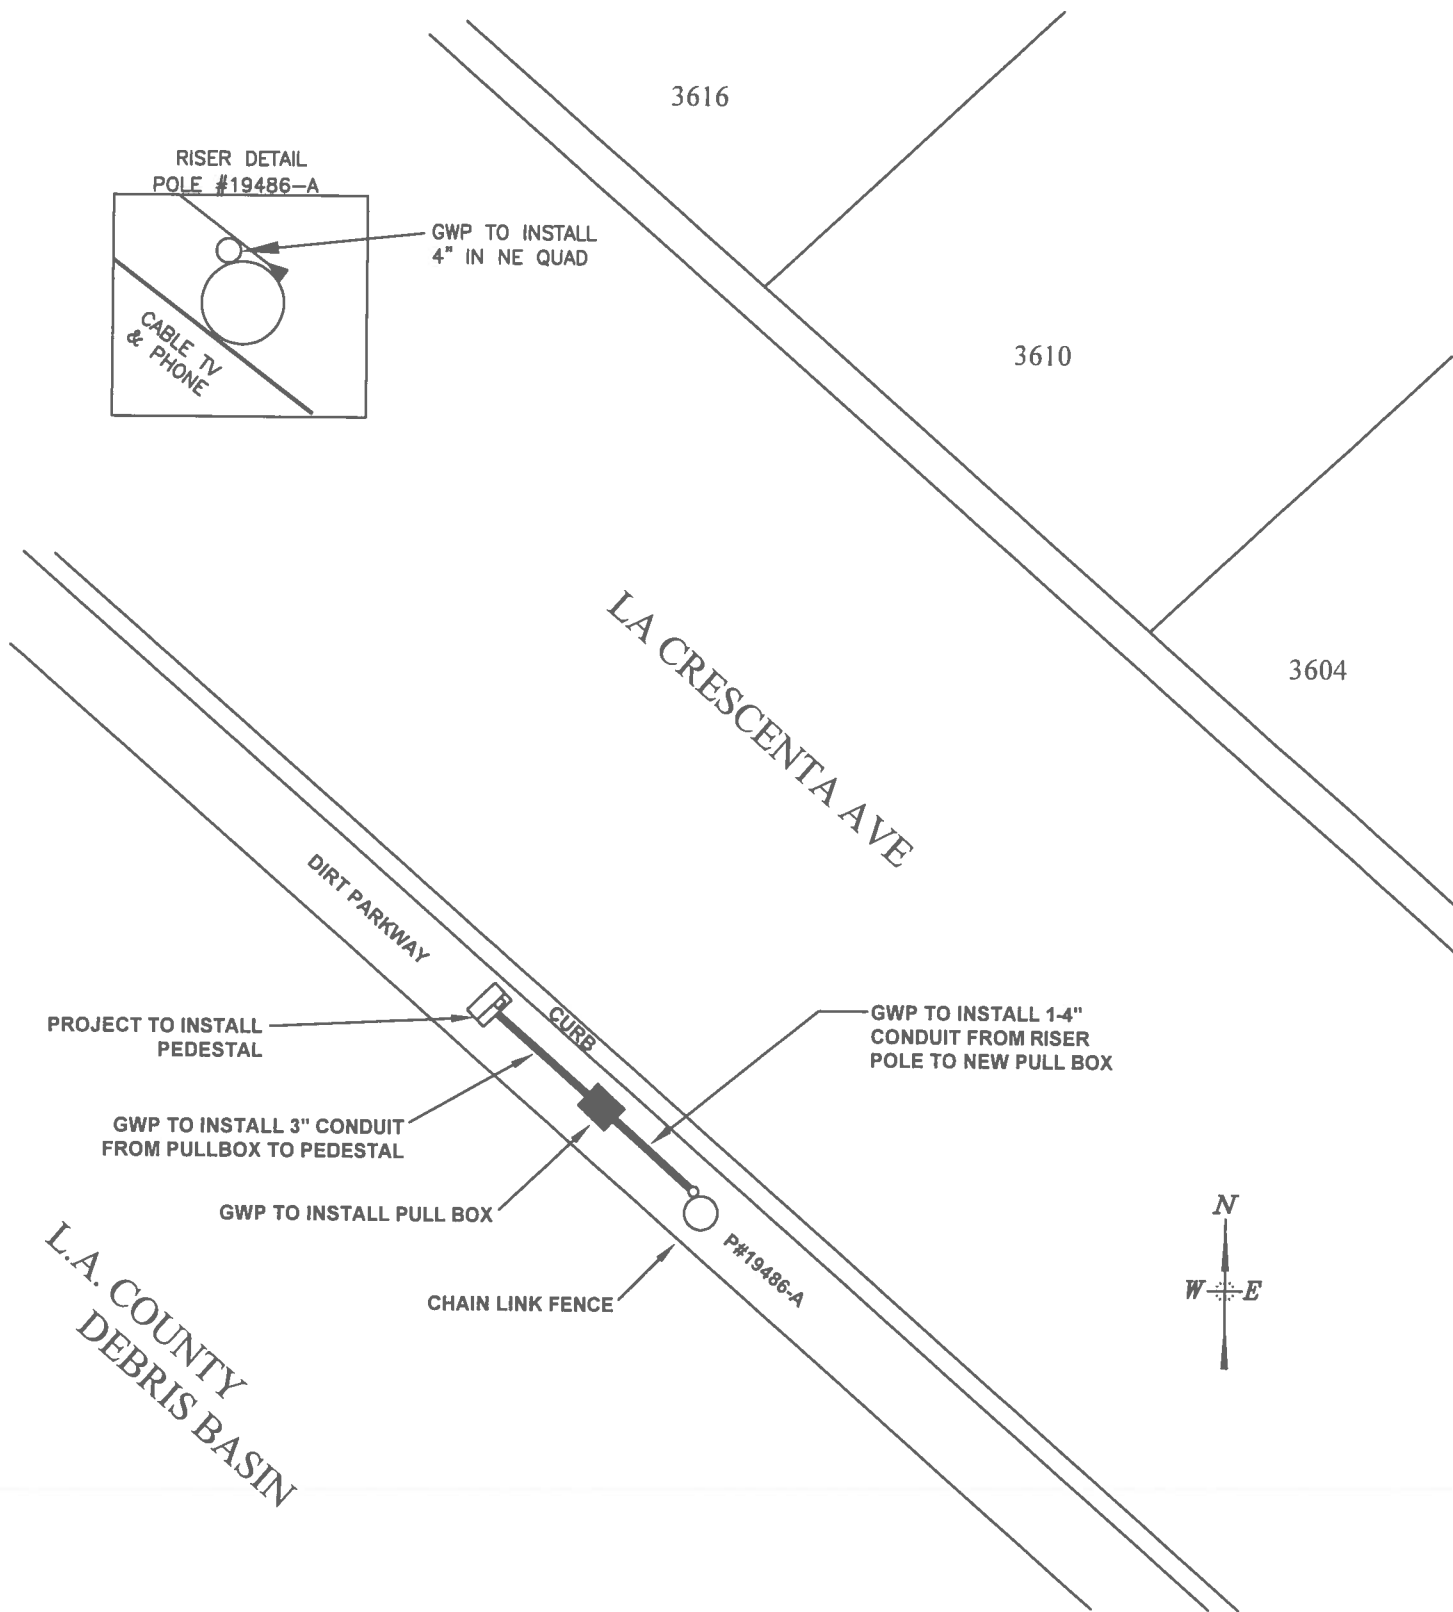 3616
RISER DETAIL
POLE #19486-A
GWP TO INSTALL
4" IN NE QUAD
CABLE TV
& PHONE
3610
3604
LA CRESCENTA AVE
DIRT PARKWAY
CURB
PROJECT TO INSTALL
PEDESTAL
GWP TO INSTALL 1-4"
CONDUIT FROM RISER
POLE TO NEW PULL BOX
GWP TO INSTALL 3" CONDUIT
FROM PULLBOX TO PEDESTAL
GWP TO INSTALL PULL BOX
P#19486-A
CHAIN LINK FENCE
L.A. COUNTY
DEBRIS BASIN
N
W E